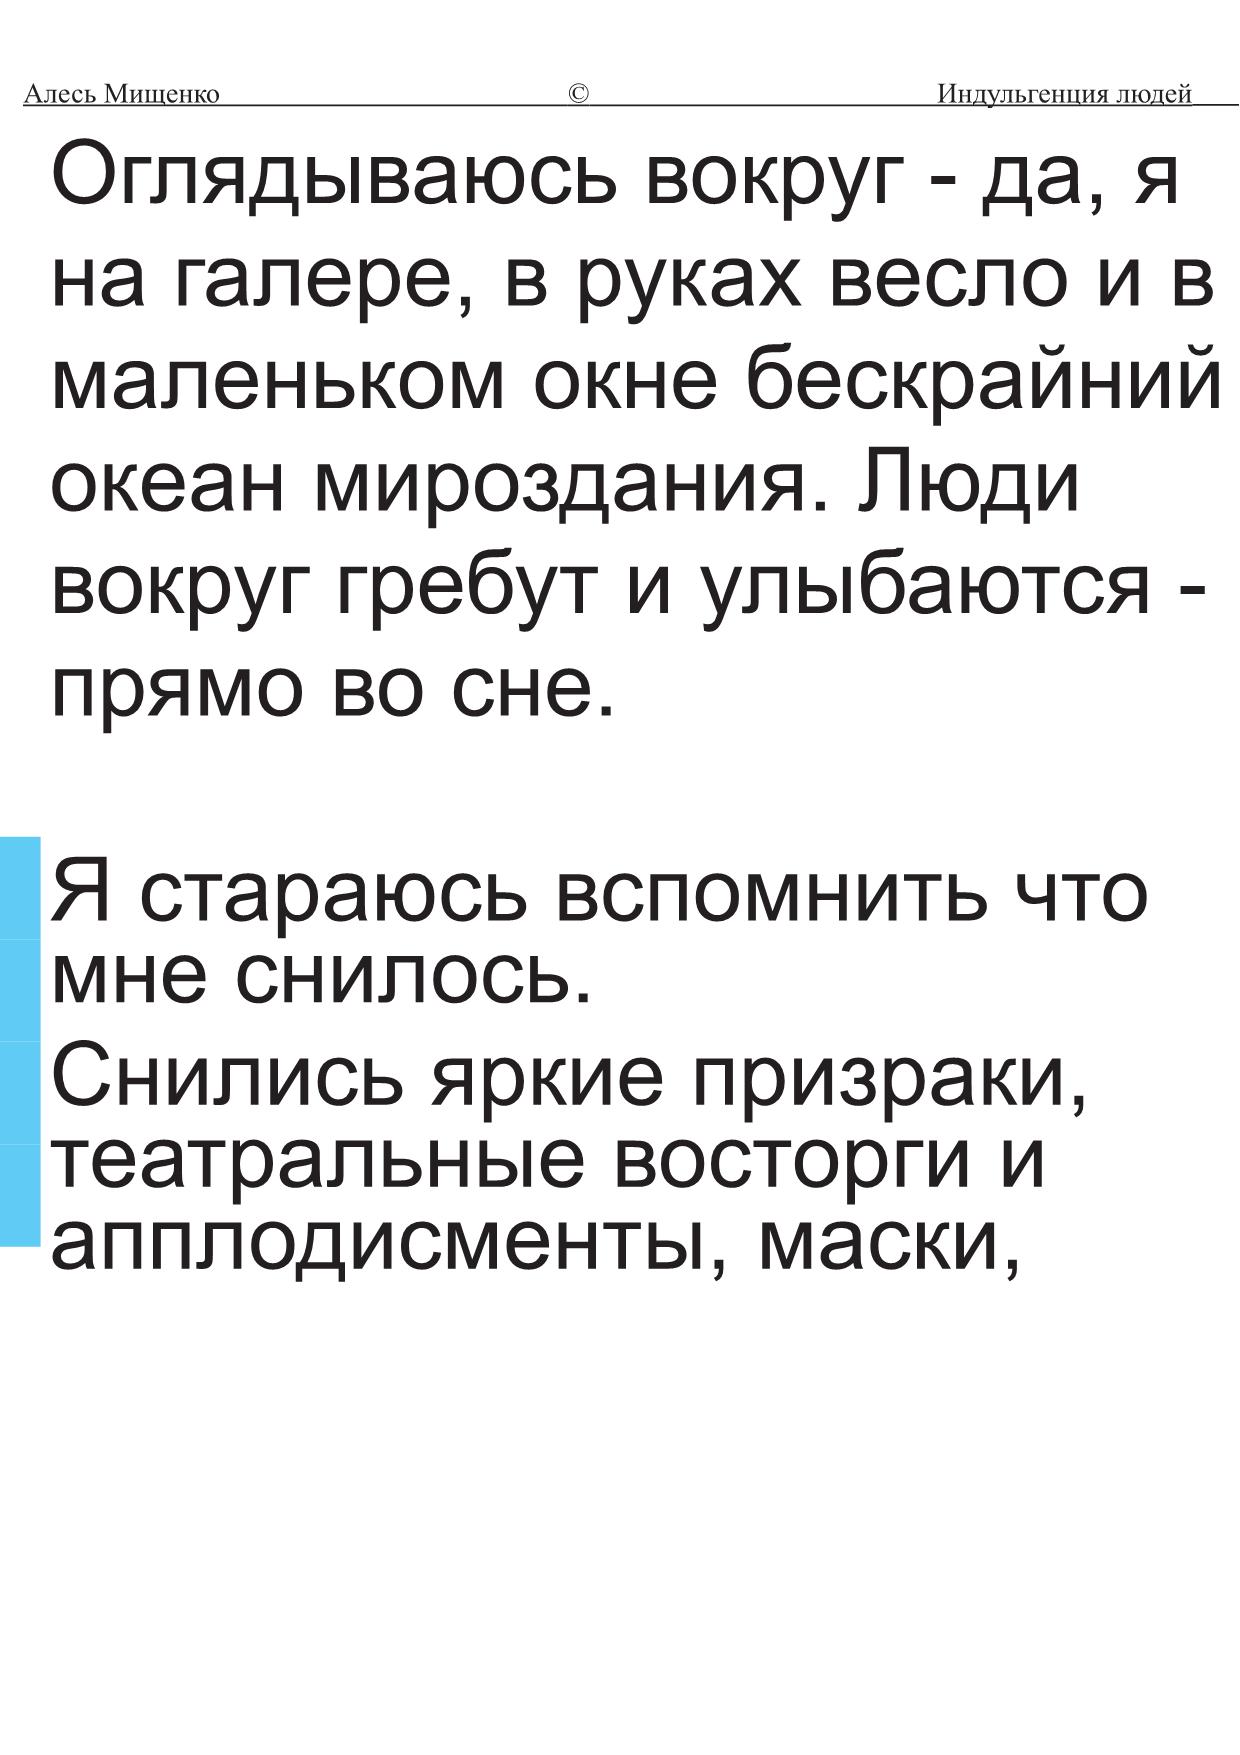 Алесь Мищенко © Индульгенция людей
Оглядываюсь вокруг - да, я
на галере, в руках весло и в
маленьком окне бескрайний
океан мироздания. Люди
вокруг гребут и улыбаются -
прямо во сне.
Я стараюсь вспомнить что
мне снилось.
Снились яркие призраки,
театральные восторги и
апплодисменты, маски,